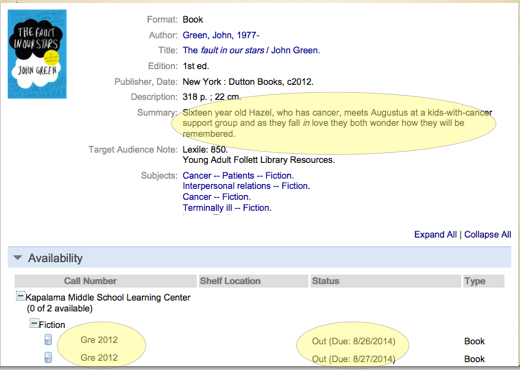 THE FAULT
IN OUR
STARS
JOHN GREEN
Format: Book
Author: Green, John, 1977-
Title: The fault in our stars / John Green.
Edition: 1st ed.
Publisher, Date: New York : Dutton Books, c2012.
Description: 318 p. ; 22 cm.
Summary: Sixteen year old Hazel, who has cancer, meets Augustus at a kids-with-cancer
support group and as they fall in love they both wonder how they will be
remembered.
Target Audience Note: Lexile: 850.
Young Adult Follett Library Resources.
Subjects: Cancer -- Patients -- Fiction.
Interpersonal relations -- Fiction.
Cancer -- Fiction.
Terminally ill -- Fiction.
Expand All | Collapse All
Availability
Call Number Shelf Location Status Type
Kapalama Middle School Learning Center
(0 of 2 available)
Fiction
Gre 2012 Out (Due: 8/26/2014) Book
Gre 2012 Out (Due: 8/27/2014) Book